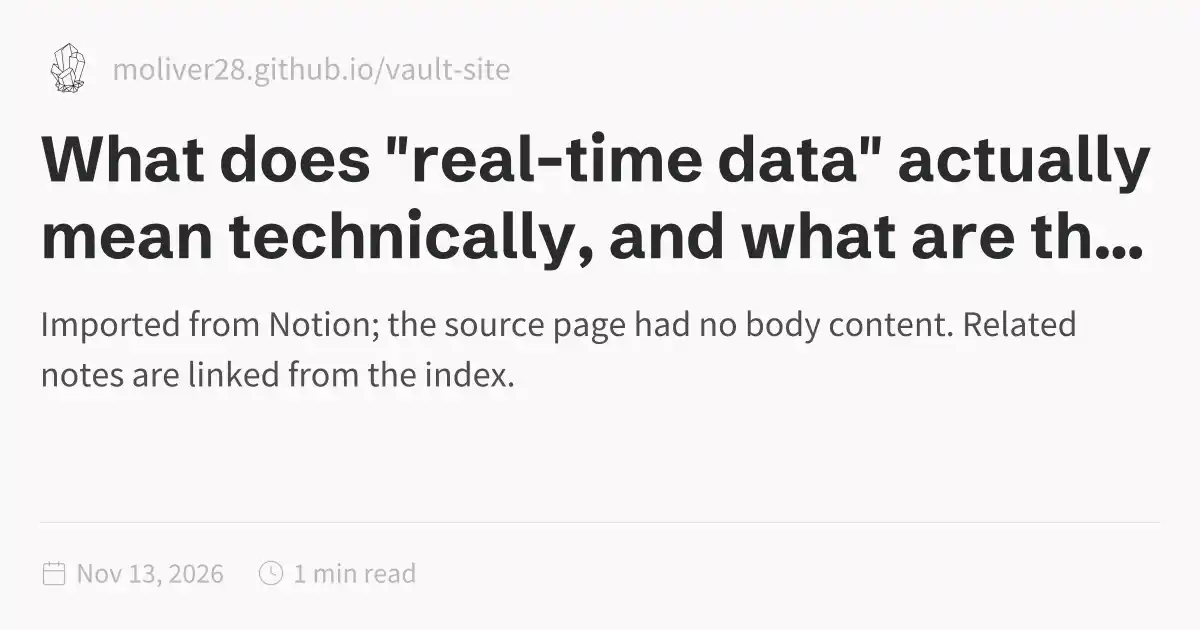 moliver28.github.io/vault-site
What does "real-time data" actually
mean technically, and what are th...
Imported from Notion; the source page had no body content. Related
notes are linked from the index.
Nov 13, 2026
1 min read